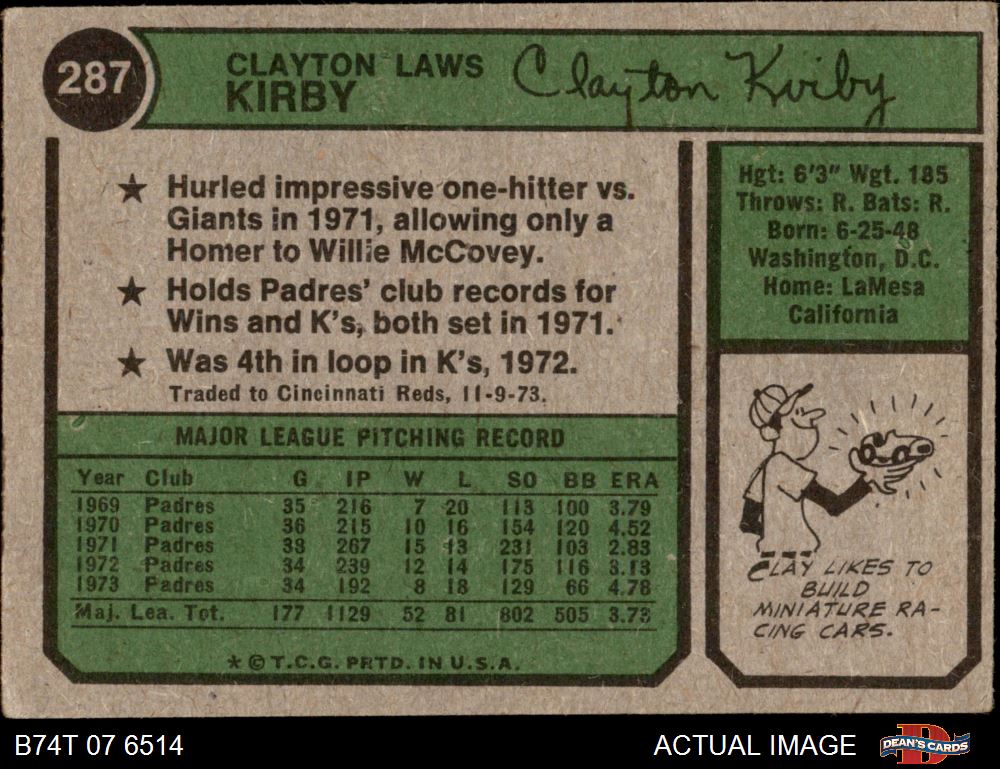 287
CLAYTON LAWS
KIRBY
Clayton Kirby
★ Hurled impressive one-hitter vs.
Giants in 1971, allowing only a
Homer to Willie McCovey.
★ Holds Padres' club records for
Wins and K's, both set in 1971.
★ Was 4th in loop in K's, 1972.
Traded to Cincinnati Reds, 11-9-73.
MAJOR LEAGUE PITCHING RECORD
Year Club G IP W L SO BB ERA
1969 Padres 35 216 7 20 113 100 3.79
1970 Padres 36 215 10 16 154 120 4.52
1971 Padres 38 267 15 13 231 103 2.83
1972 Padres 34 239 12 14 175 116 3.13
1973 Padres 34 192 8 18 129 66 4.78
Maj. Lea. Tot. 177 1129 52 81 802 505 3.73
* © T.C.G. PRTD. IN U.S.A.
Hgt: 6'3" Wgt. 185
Throws: R. Bats: R.
Born: 6-25-48
Washington, D.C.
Home: LaMesa
California
CLAY LIKES TO
BUILD
MINIATURE RA-
CING CARS.
B74T 07 6514
ACTUAL IMAGE
DEAN'S CARDS